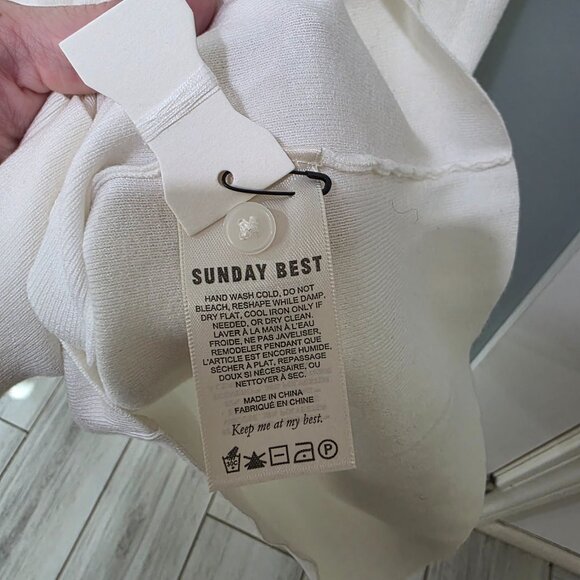 SUNDAY BEST
HAND WASH COLD, DO NOT
BLEACH, RESHAPE WHILE DAMP.
DRY FLAT, COOL IRON ONLY IF
NEEDED, OR DRY CLEAN.
LAVER À LA MAIN À L'EAU
FROIDE, NE PAS JAVELISER,
REMODELER PENDANT QUE
L'ARTICLE EST ENCORE HUMIDE,
SÉCHER À PLAT, REPASSAGE
DOUX SI NÉCESSAIRE, OU
NETTOYER À SEC.
MADE IN CHINA
FABRIQUÉ EN CHINE
Keep me at my best.
30C P